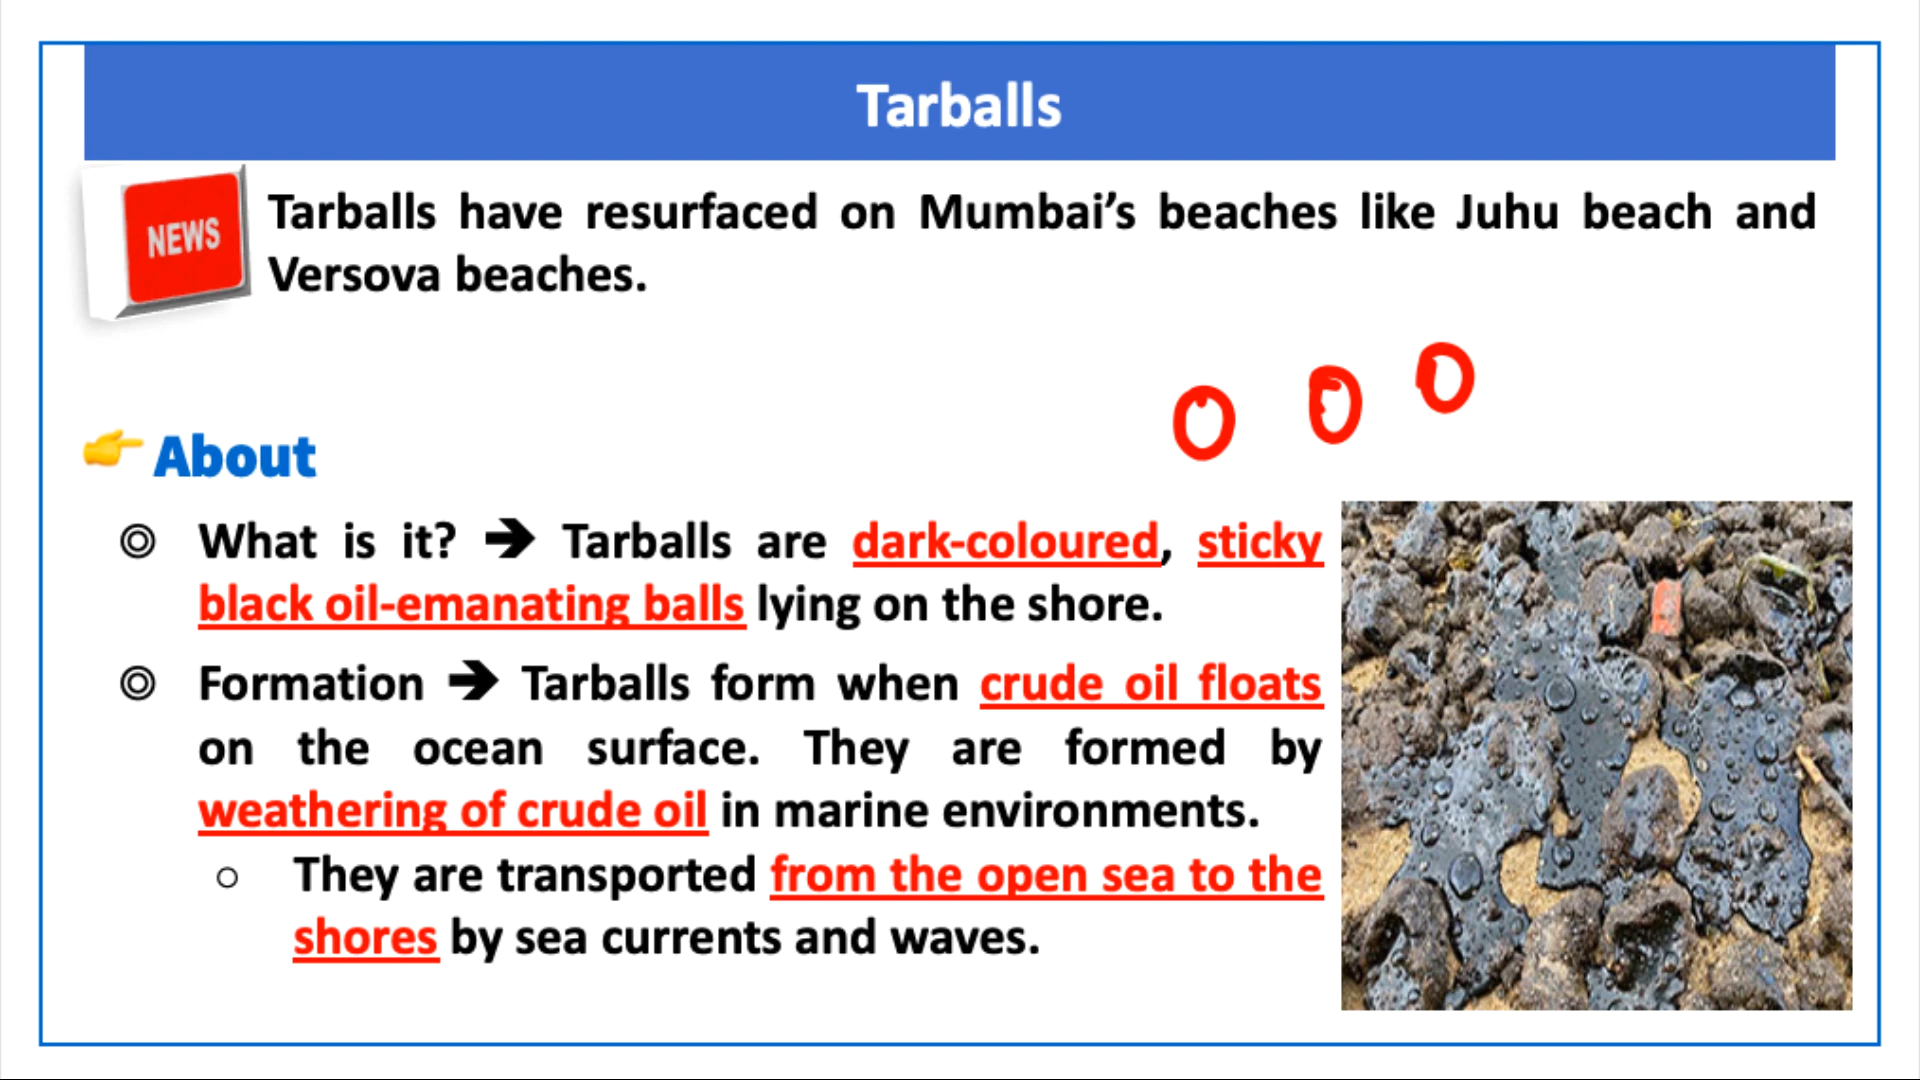 Tarballs
NEWS
Tarballs have resurfaced on Mumbai’s beaches like Juhu beach and
Versova beaches.
0 0 0
👉 About
◎ What is it? ➔ Tarballs are dark-coloured, sticky
black oil-emanating balls lying on the shore.
◎ Formation ➔ Tarballs form when crude oil floats
on the ocean surface. They are formed by
weathering of crude oil in marine environments.
○ They are transported from the open sea to the
shores by sea currents and waves.